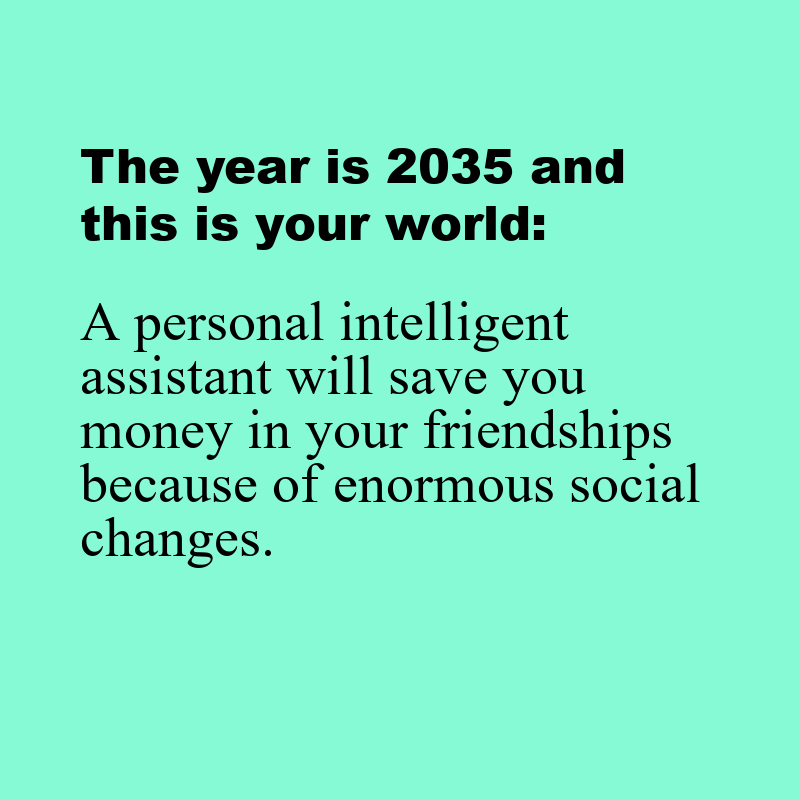 The year is 2035 and
this is your world:
A personal intelligent
assistant will save you
money in your friendships
because of enormous social
changes.